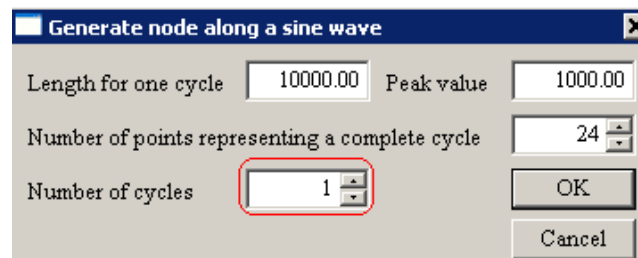 Generate node along a sine wave
Length for one cycle 10000.00 Peak value 1000.00
Number of points representing a complete cycle 24
Number of cycles 1 OK
Cancel